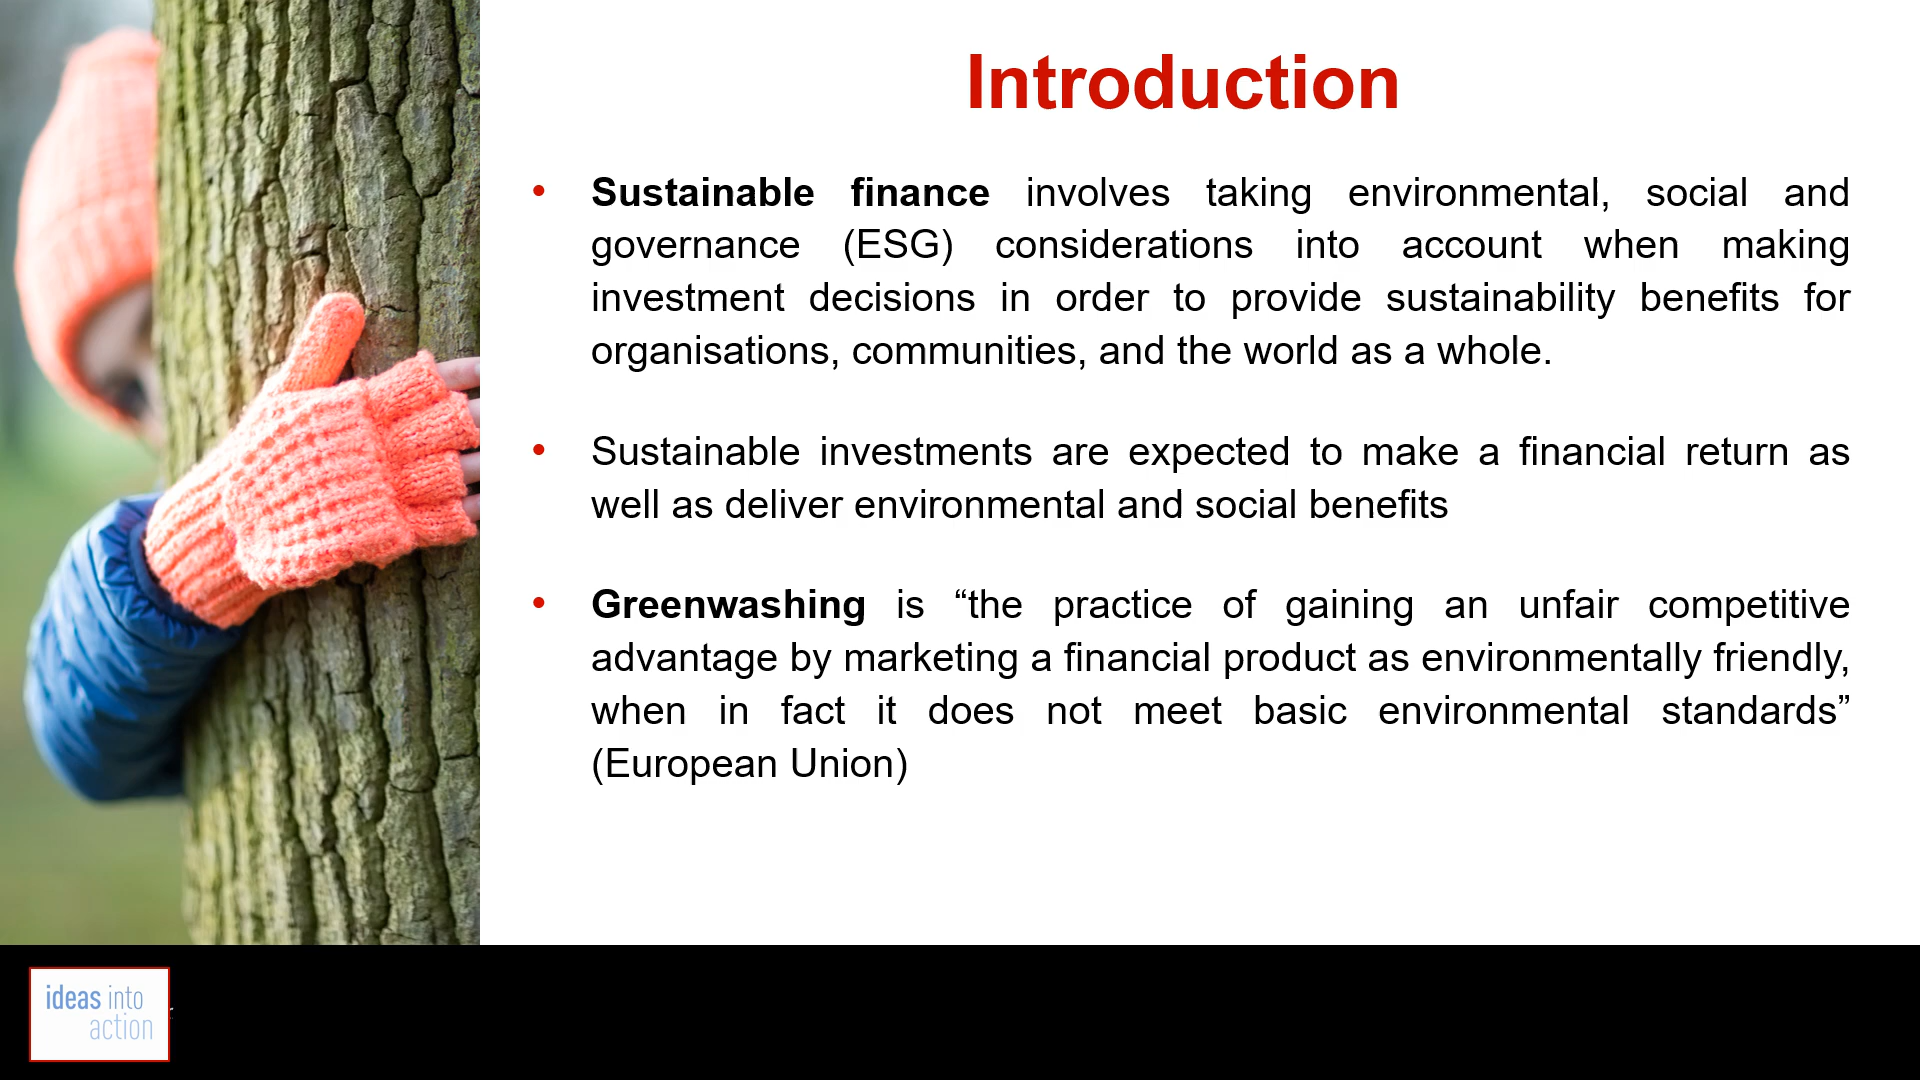 Introduction
• Sustainable finance involves taking environmental, social and
governance (ESG) considerations into account when making
investment decisions in order to provide sustainability benefits for
organisations, communities, and the world as a whole.
• Sustainable investments are expected to make a financial return as
well as deliver environmental and social benefits
• Greenwashing is “the practice of gaining an unfair competitive
advantage by marketing a financial product as environmentally friendly,
when in fact it does not meet basic environmental standards”
(European Union)
ideas into
action